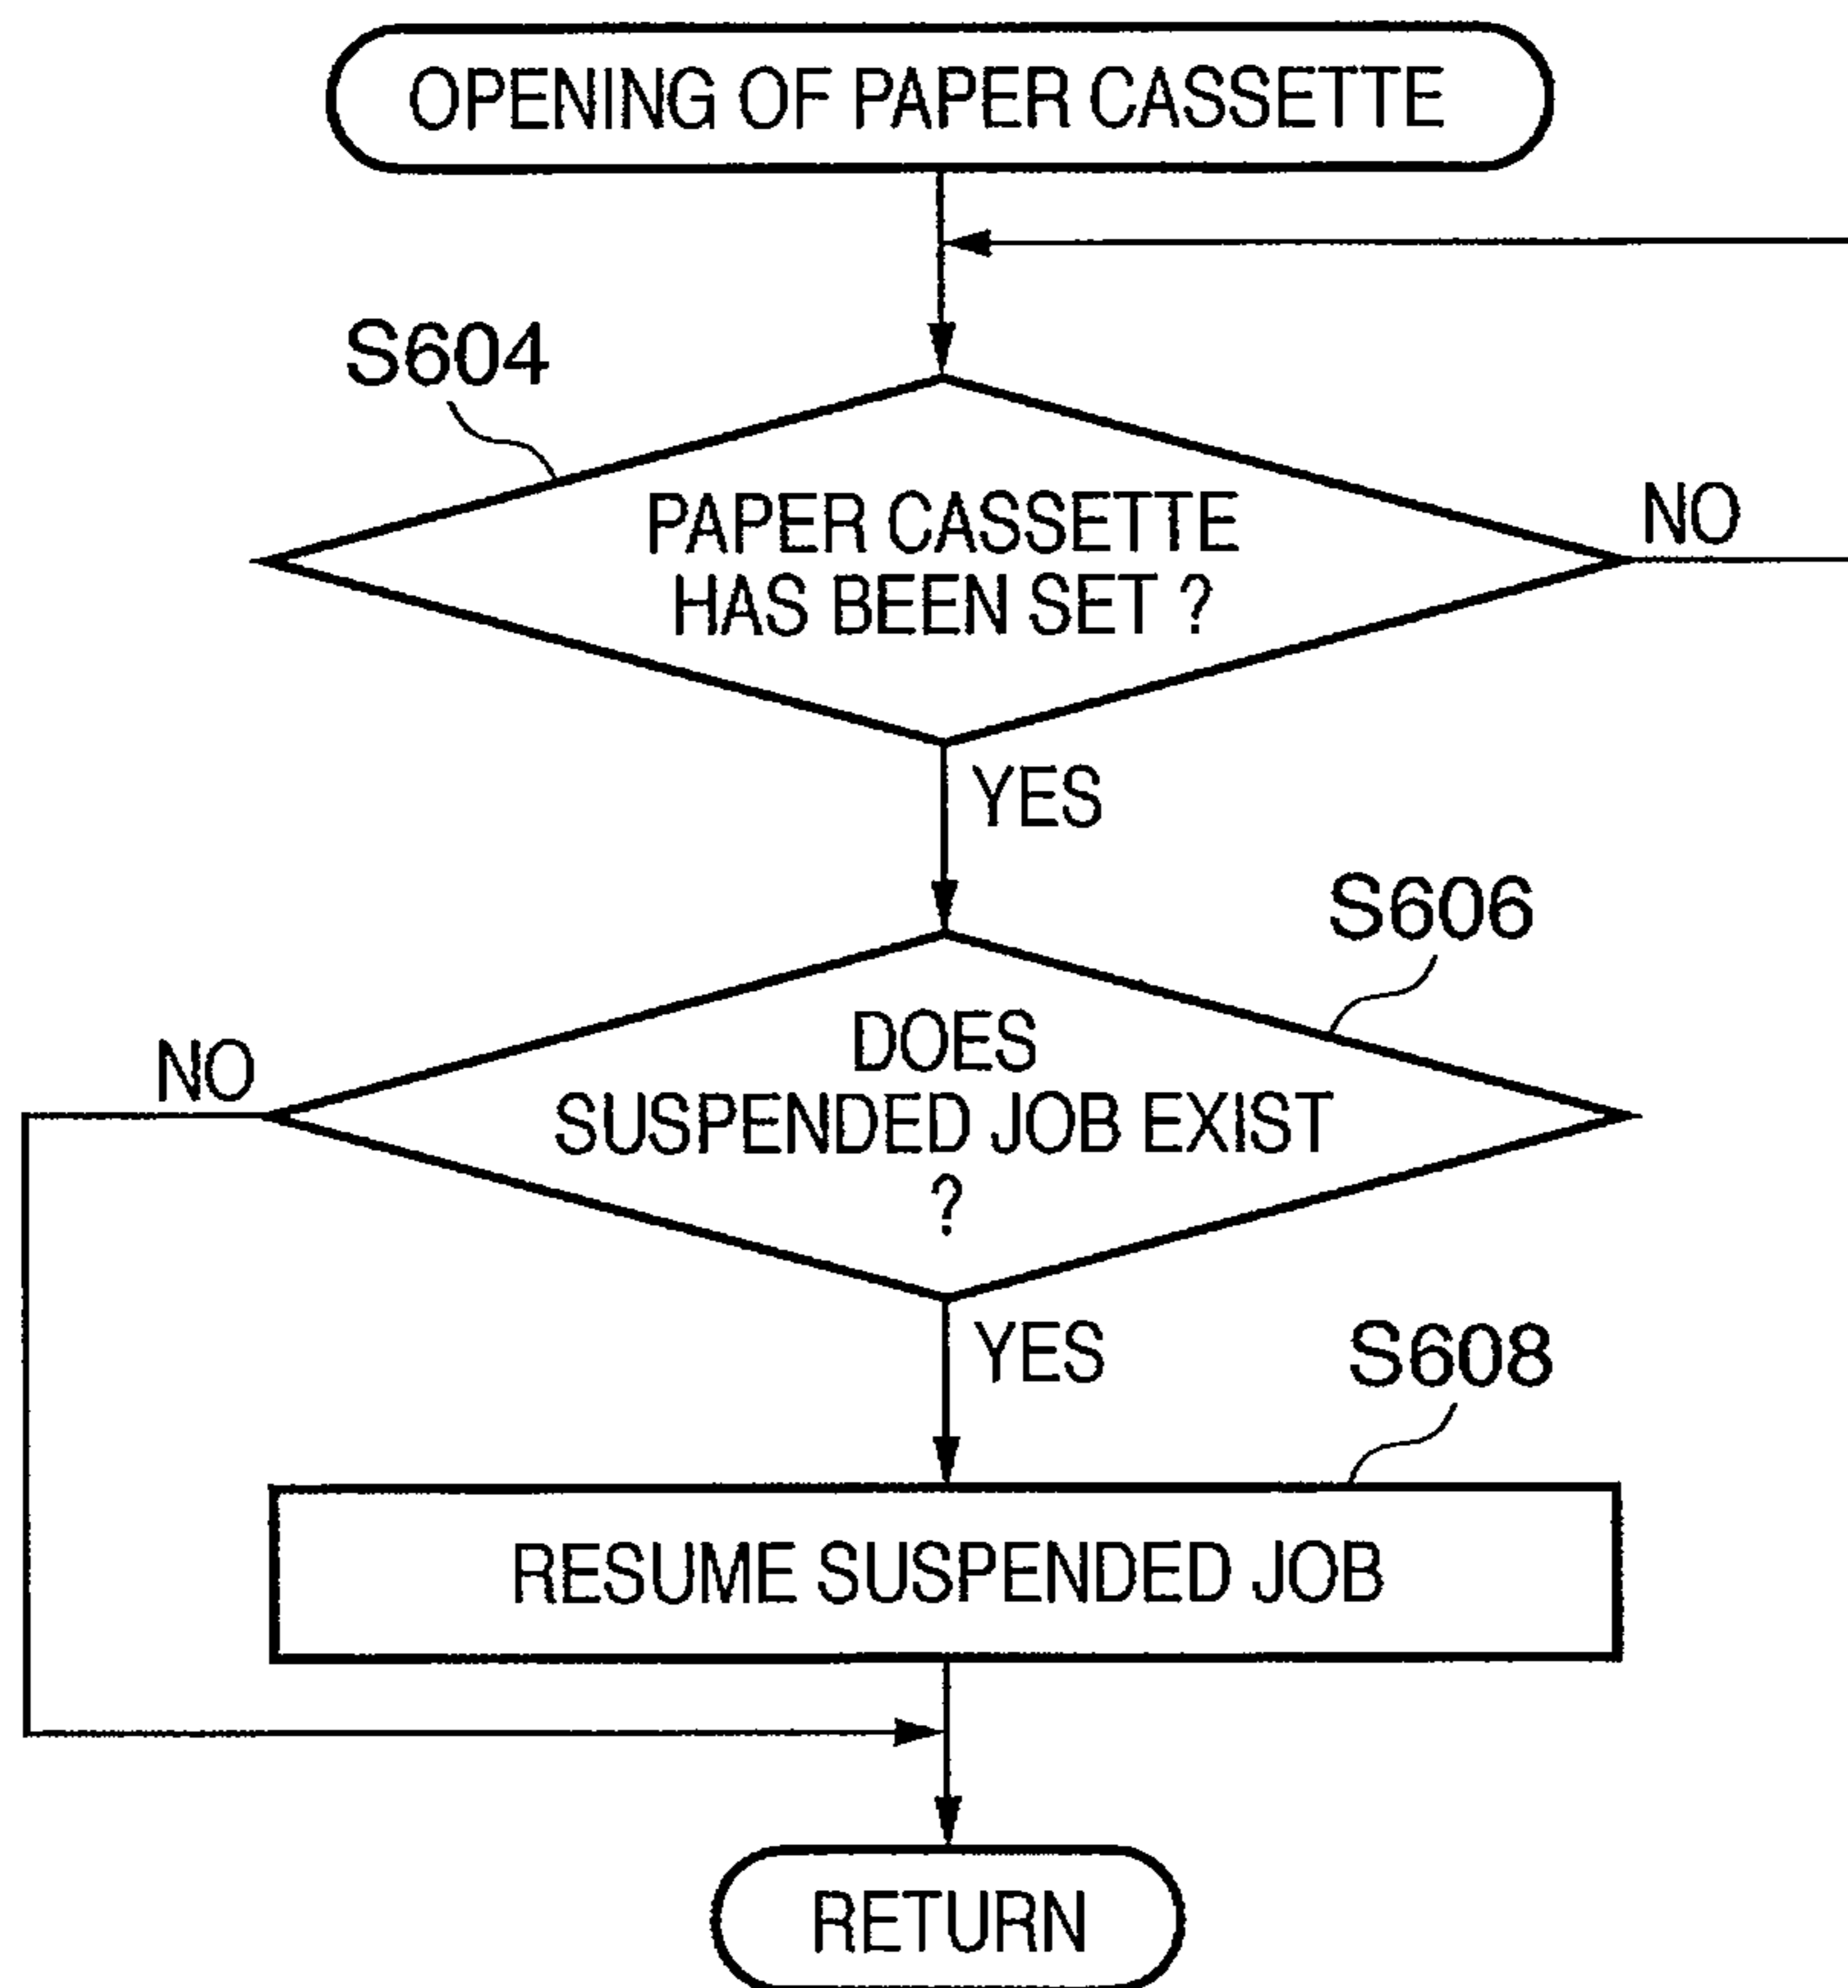 OPENING OF PAPER CASSETTE
S604
PAPER CASSETTE
HAS BEEN SET ?
NO
YES
S606
DOES
SUSPENDED JOB EXIST
?
NO
YES
S608
RESUME SUSPENDED JOB
RETURN